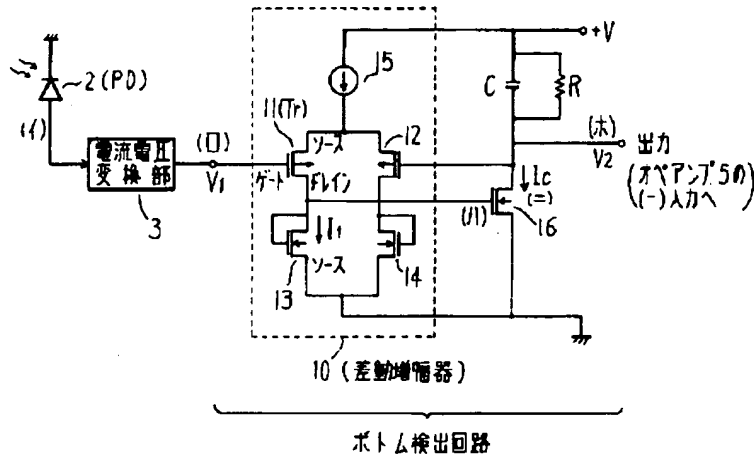 +V
15
C
R
2(PD)
11(Tr)
12
(イ)
(ロ)
ソース
(ホ)
出力
電流電圧
変換部
V1
ゲート
ドレイン
Ic
V2
(オペアンプ5の
(-)入力へ)
3
I1
(ハ)
(ニ)
16
ソース
13
14
10(差動増幅器)
ボトム検出回路